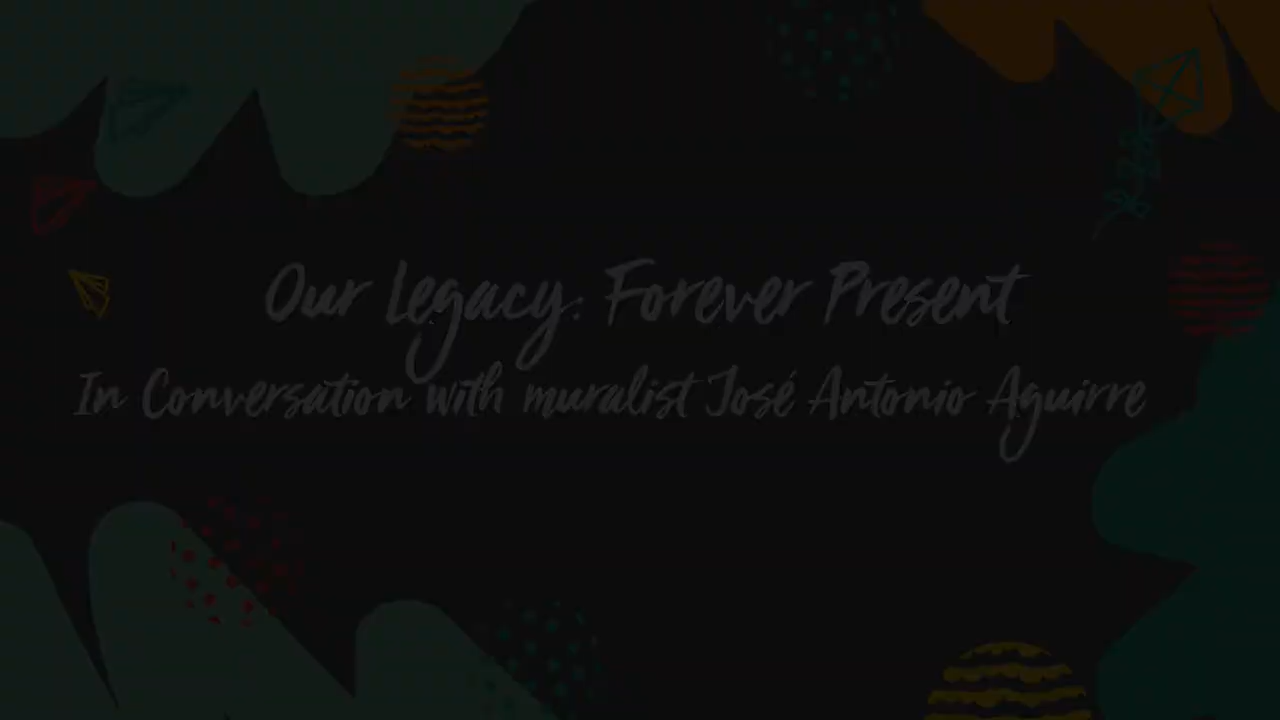 Our Legacy: Forever Present
In Conversation with muralist José Antonio Aguirre